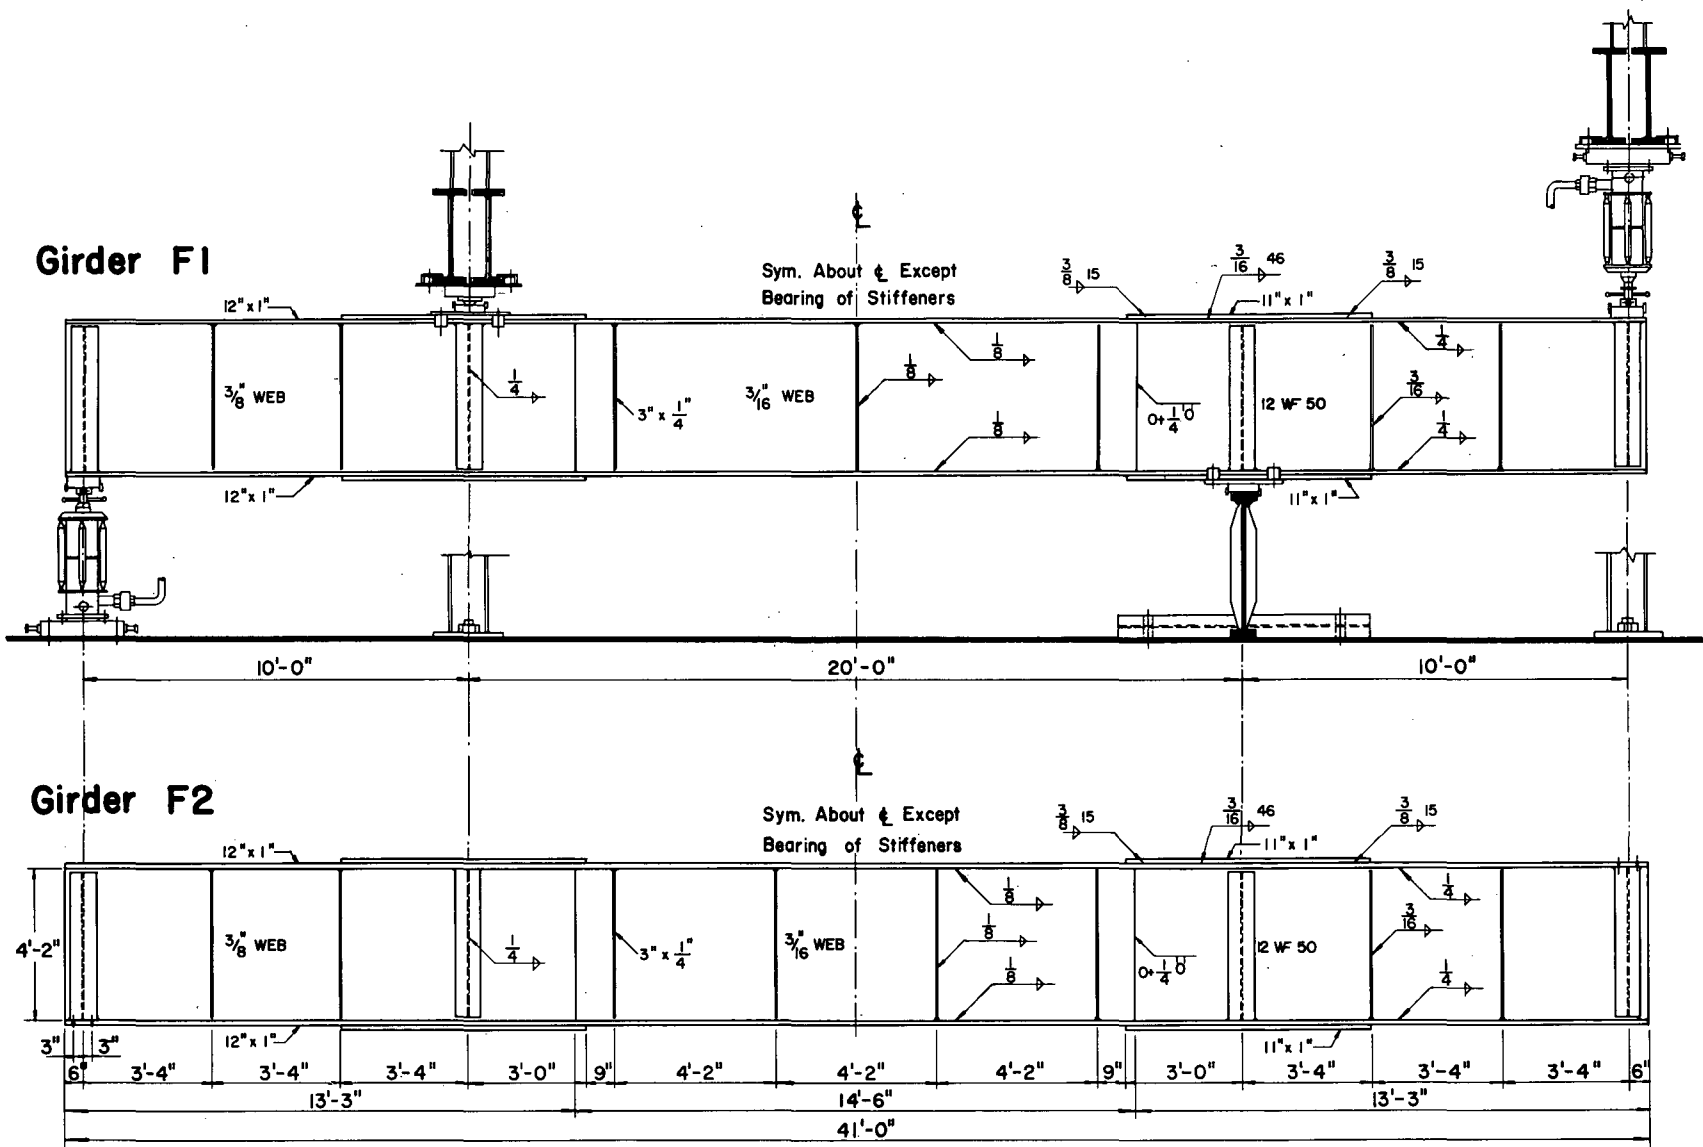 Girder F1
℄
Sym. About ℄ Except
Bearing of Stiffeners
3/8 15
3/16 46
3/8 15
12" x 1"
11" x 1"
3/8" WEB
1/4
3" x 1/4"
3/16" WEB
1/8
1/8
1/8
0+1/4
12 WF 50
1/4
3/16
1/4
12" x 1"
11" x 1"
10'-0"
20'-0"
10'-0"
℄
Girder F2
Sym. About ℄ Except
Bearing of Stiffeners
3/8 15
3/16 46
3/8 15
12" x 1"
11" x 1"
4'-2"
3/8" WEB
1/4
3" x 1/4"
3/16" WEB
1/8
1/8
1/8
0+1/4
12 WF 50
1/4
3/16
1/4
12" x 1"
11" x 1"
3" 3"
6" 3'-4" 3'-4" 3'-4" 3'-0" 9" 4'-2" 4'-2" 4'-2" 9" 3'-0" 3'-4" 3'-4" 3'-4" 6"
13'-3" 14'-6" 13'-3"
41'-0"